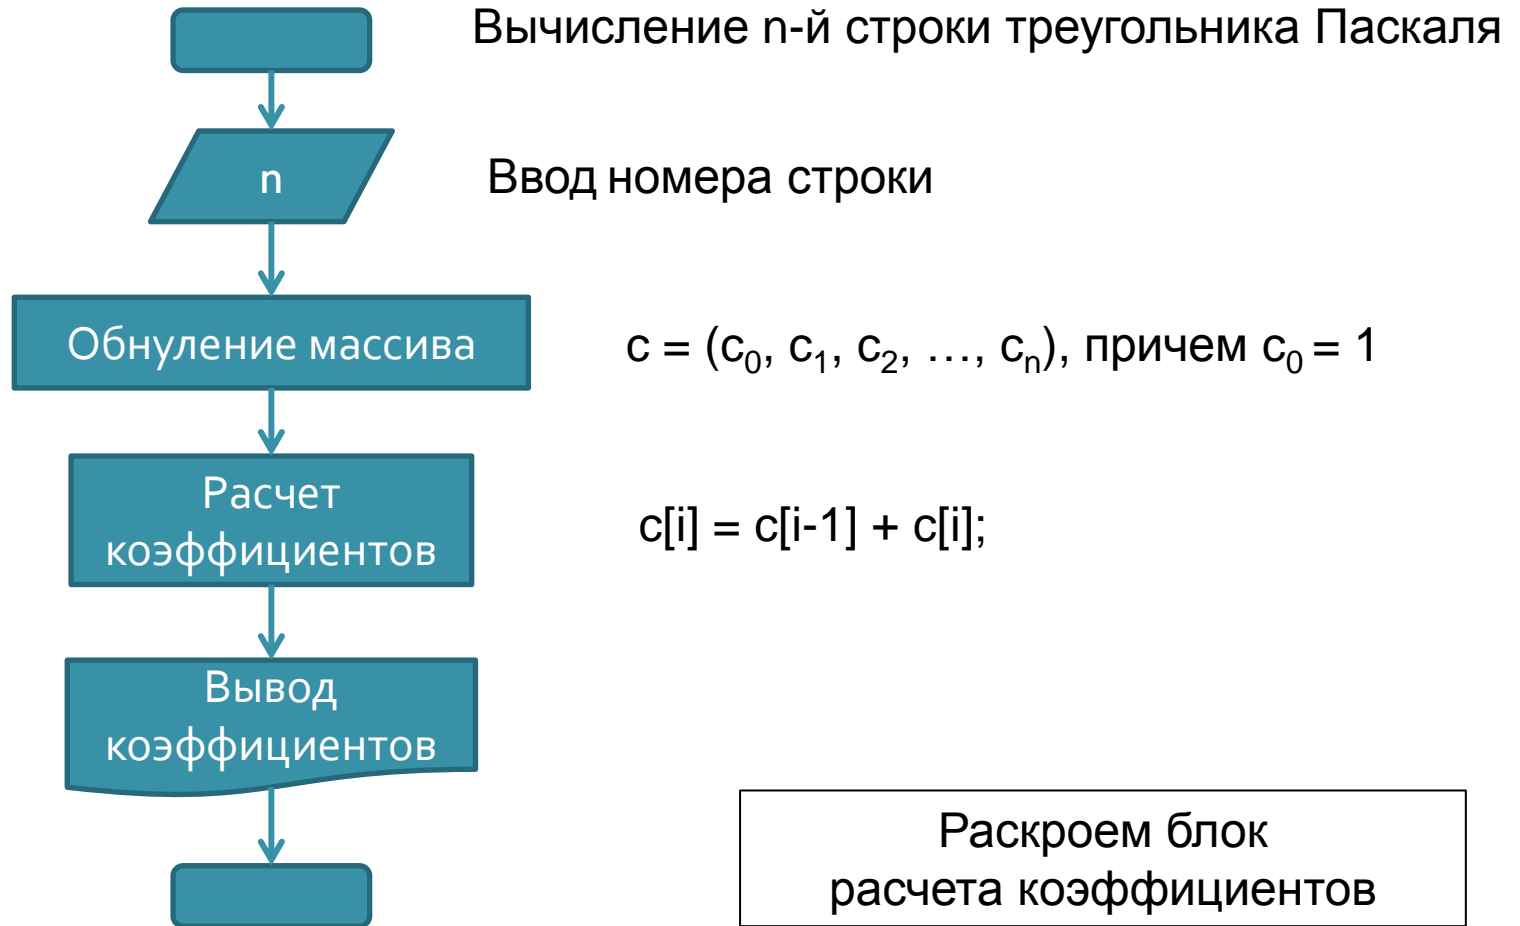 Вычисление n-й строки треугольника Паскаля
n
Ввод номера строки
Обнуление массива
c = (c₀, c₁, c₂, …, cₙ), причем c₀ = 1
Расчет
коэффициентов
c[i] = c[i-1] + c[i];
Вывод
коэффициентов
Раскроем блок
расчета коэффициентов